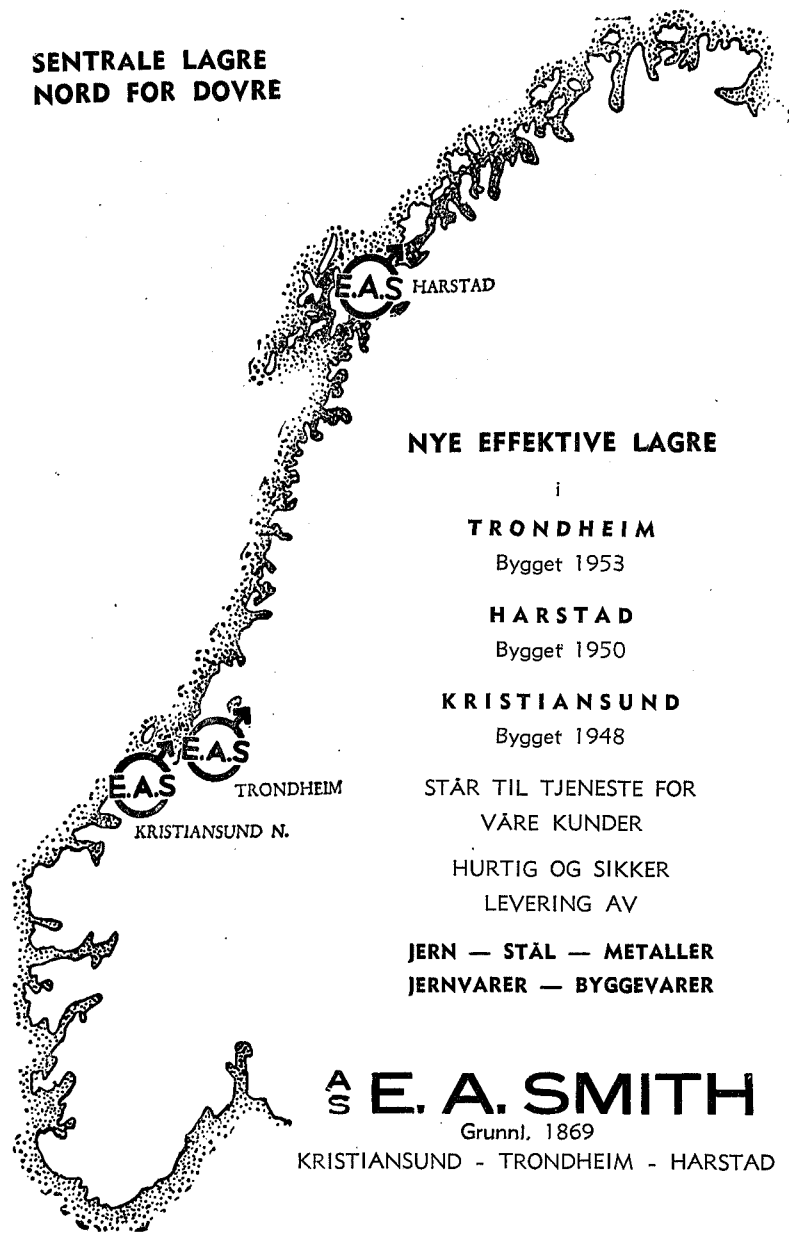 SENTRALE LAGRE
NORD FOR DOVRE
E.A.S
HARSTAD
NYE EFFEKTIVE LAGRE
i
TRONDHEIM
Bygget 1953
HARSTAD
Bygget 1950
KRISTIANSUND
Bygget 1948
E.A.S
TRONDHEIM
E.A.S
KRISTIANSUND N.
STÅR TIL TJENESTE FOR
VÅRE KUNDER
HURTIG OG SIKKER
LEVERING AV
JERN — STÅL — METALLER
JERNVARER — BYGGEVARER
A/S E. A. SMITH
Grunnl. 1869
KRISTIANSUND - TRONDHEIM - HARSTAD